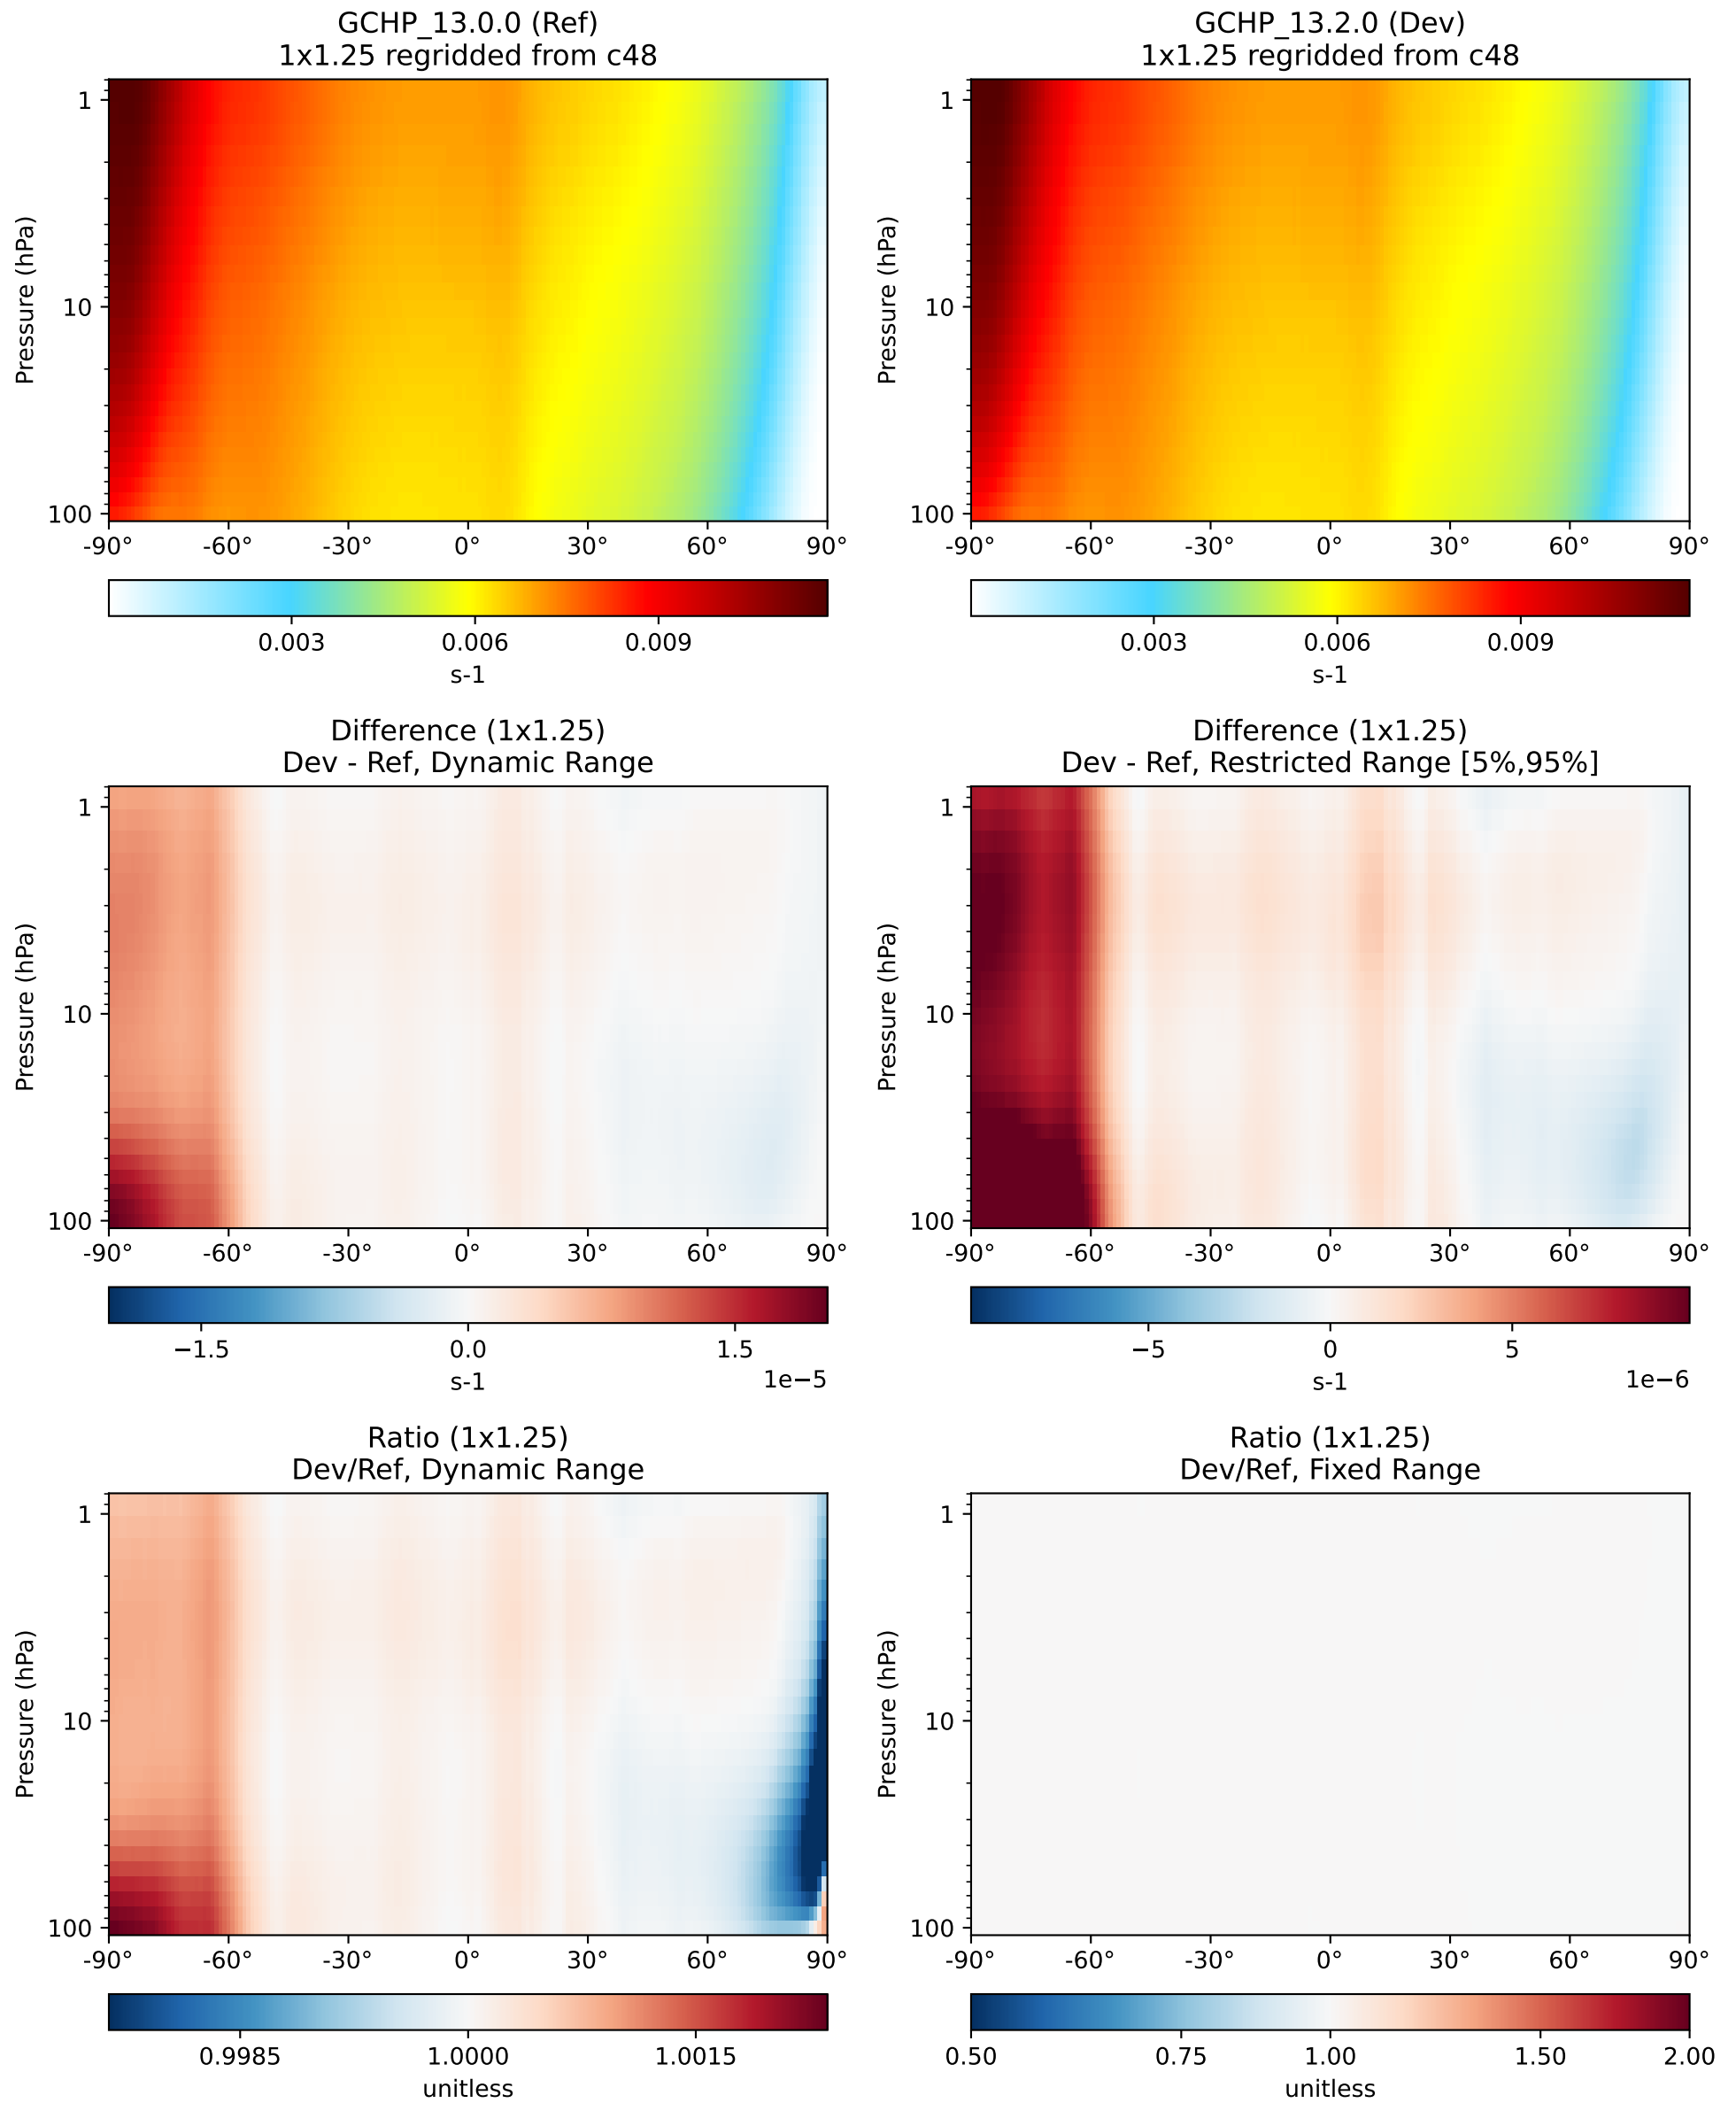 GCHP_13.0.0 (Ref)
1x1.25 regridded from c48
GCHP_13.2.0 (Dev)
1x1.25 regridded from c48
Pressure (hPa)
1
10
100
-90° -60° -30° 0° 30° 60° 90°
0.003 0.006 0.009
s-1
Pressure (hPa)
1
10
100
-90° -60° -30° 0° 30° 60° 90°
0.003 0.006 0.009
s-1
Difference (1x1.25)
Dev - Ref, Dynamic Range
Difference (1x1.25)
Dev - Ref, Restricted Range [5%,95%]
Pressure (hPa)
1
10
100
-90° -60° -30° 0° 30° 60° 90°
−1.5 0.0 1.5
s-1 1e−5
Pressure (hPa)
1
10
100
-90° -60° -30° 0° 30° 60° 90°
−5 0 5
s-1 1e−6
Ratio (1x1.25)
Dev/Ref, Dynamic Range
Ratio (1x1.25)
Dev/Ref, Fixed Range
Pressure (hPa)
1
10
100
-90° -60° -30° 0° 30° 60° 90°
0.9985 1.0000 1.0015
unitless
Pressure (hPa)
1
10
100
-90° -60° -30° 0° 30° 60° 90°
0.50 0.75 1.00 1.50 2.00
unitless